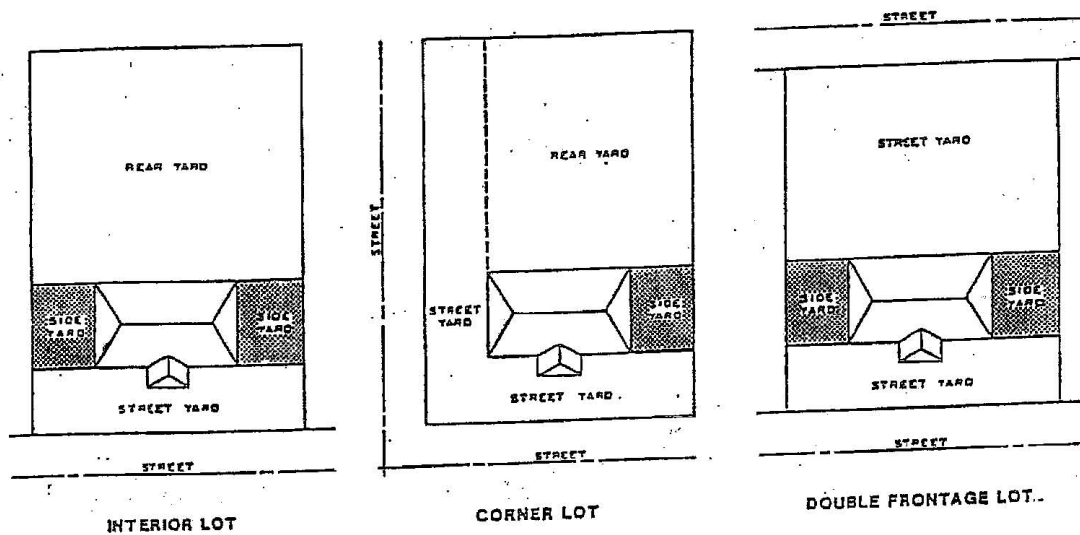 REAR YARD
SIDE
YARD
SIDE
YARD
STREET YARD
STREET
INTERIOR LOT
STREET
REAR YARD
STREET
YARD
SIDE
YARD
STREET YARD.
STREET
CORNER LOT
STREET
STREET YARD
SIDE
YARD
SIDE
YARD
STREET YARD
STREET
DOUBLE FRONTAGE LOT